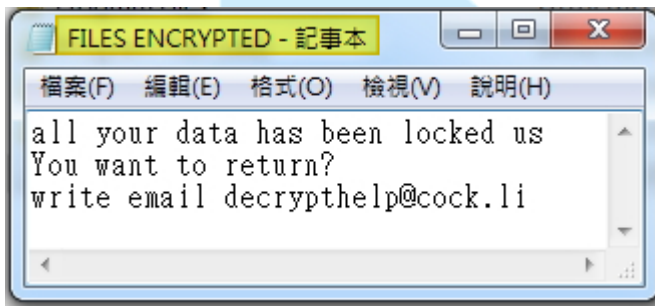 FILES ENCRYPTED - 記事本
檔案(F) 編輯(E) 格式(O) 檢視(V) 說明(H)
all your data has been locked us
You want to return?
write email decrypthelp@cock.li